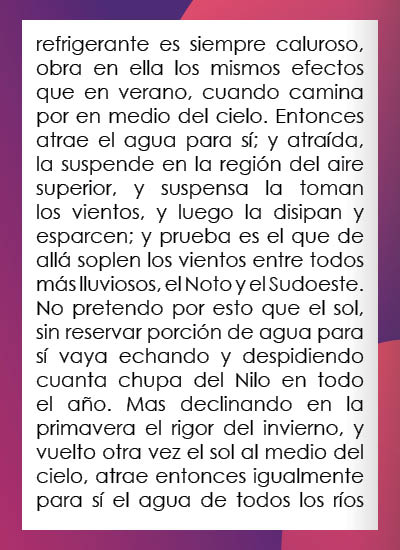 refrigerante es siempre caluroso,
obra en ella los mismos efectos
que en verano, cuando camina
por en medio del cielo. Entonces
atrae el agua para sí; y atraída,
la suspende en la región del aire
superior, y suspensa la toman
los vientos, y luego la disipan y
esparcen; y prueba es el que de
allá soplen los vientos entre todos
más lluviosos, el Noto y el Sudoeste.
No pretendo por esto que el sol,
sin reservar porción de agua para
sí vaya echando y despidiendo
cuanta chupa del Nilo en todo
el año. Mas declinando en la
primavera el rigor del invierno, y
vuelto otra vez el sol al medio del
cielo, atrae entonces igualmente
para sí el agua de todos los ríos